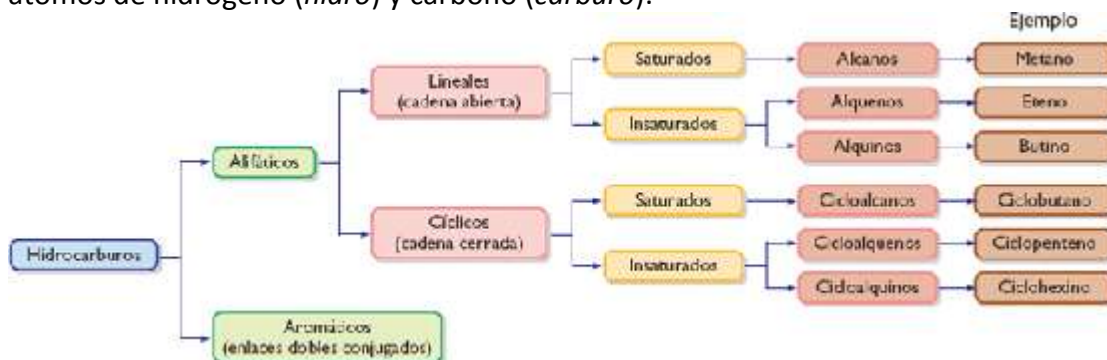 átomos de hidrógeno (hidro) y carbono (carburo).
Ejemplo
Hidrocarburos
Alifáticos
Lineales
(cadena abierta)
Saturados
Alcanos
Metano
Insaturados
Alquenos
Eteno
Alquinos
Butino
Cíclicos
(cadena cerrada)
Saturados
Cicloalcanos
Ciclobutano
Insaturados
Cicloalquenos
Ciclopenteno
Cicloalquinos
Ciclohexino
Aromáticos
(enlaces dobles conjugados)